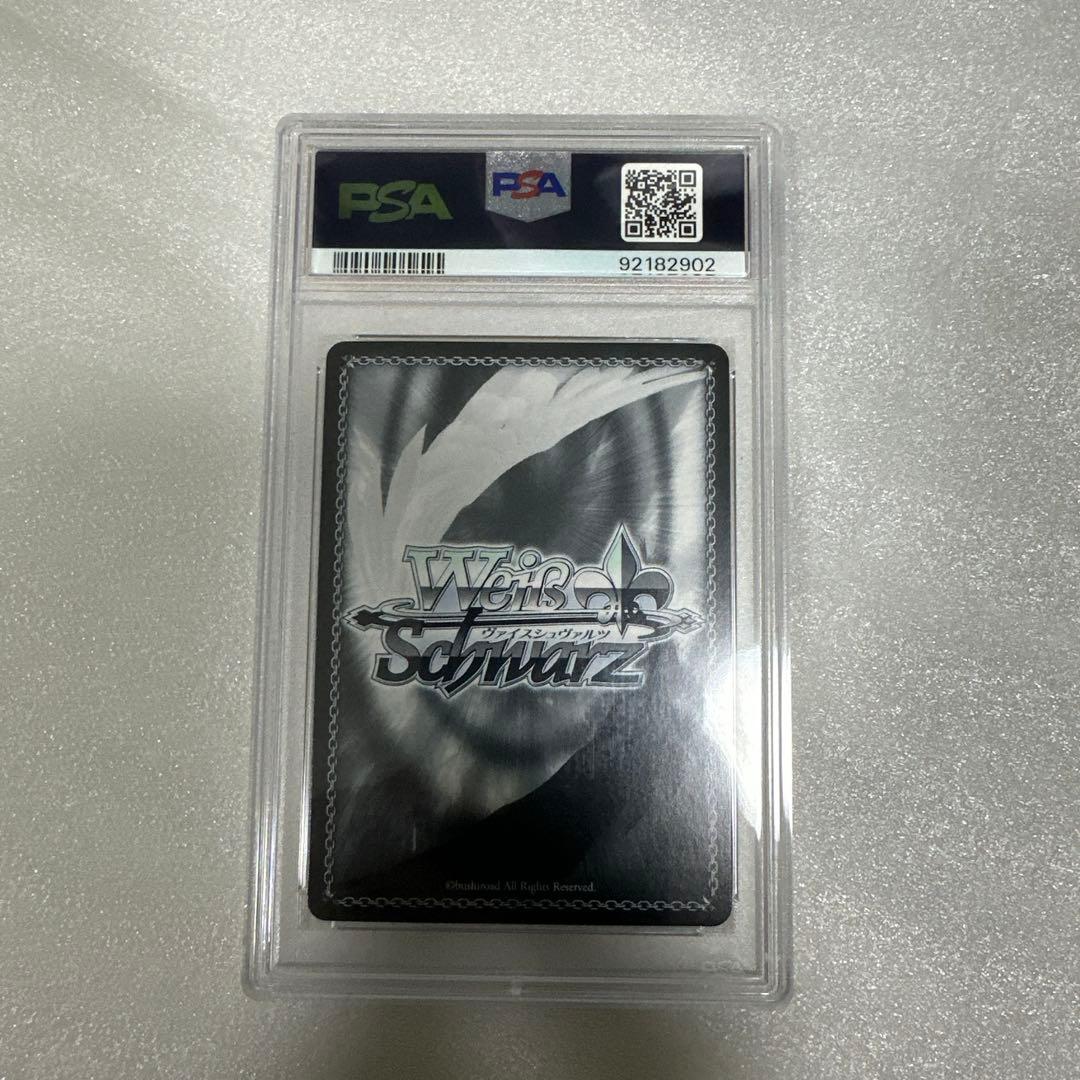 PSA
PSA
92182902
Weiß
ヴァイスシュヴァルツ
Schwarz
©bushiroad All Rights Reserved.
PSA